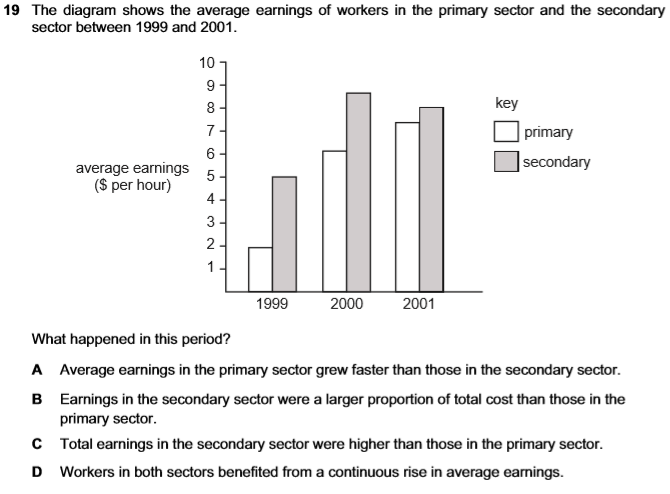 19 The diagram shows the average earnings of workers in the primary sector and the secondary
sector between 1999 and 2001.
10
9
8
7
6
5
4
3
2
1
average earnings
($ per hour)
key
primary
secondary
1999 2000 2001
What happened in this period?
A Average earnings in the primary sector grew faster than those in the secondary sector.
B Earnings in the secondary sector were a larger proportion of total cost than those in the
primary sector.
C Total earnings in the secondary sector were higher than those in the primary sector.
D Workers in both sectors benefited from a continuous rise in average earnings.